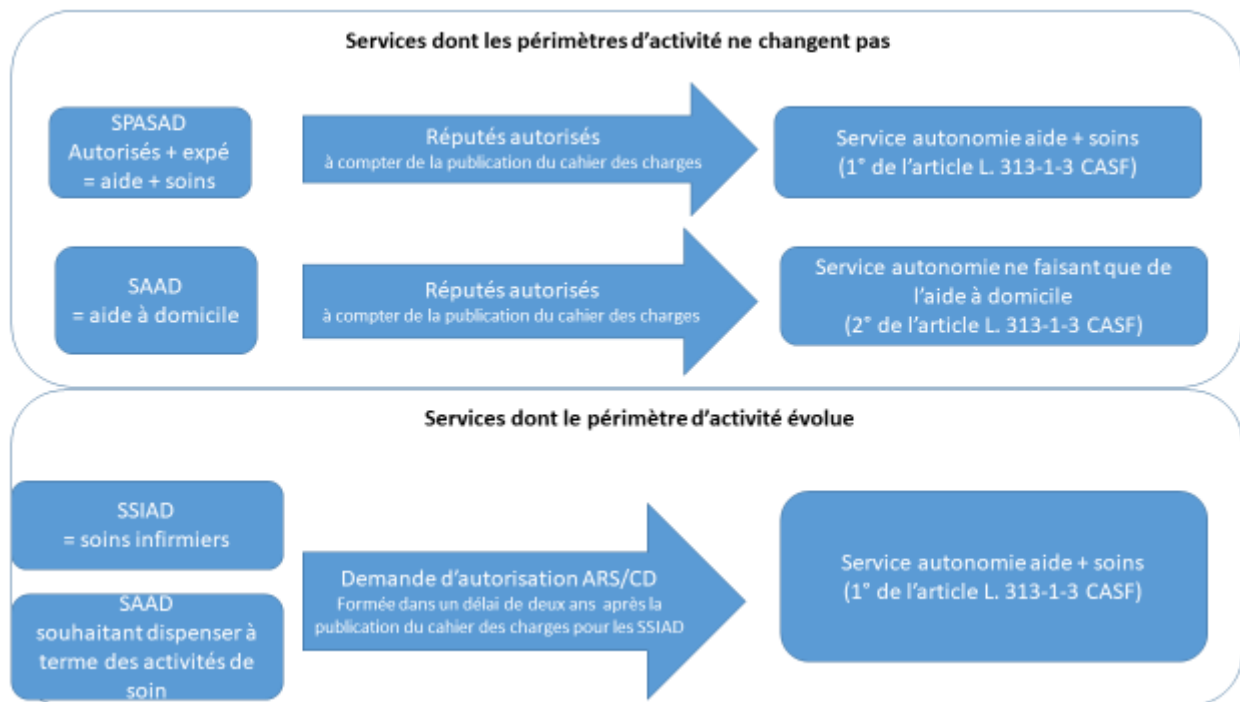 Services dont les périmètres d'activité ne changent pas
SPASAD
Autorisés + expé
= aide + soins
Réputés autorisés
à compter de la publication du cahier des charges
Service autonomie aide + soins
(1° de l'article L. 313-1-3 CASF)
SAAD
= aide à domicile
Réputés autorisés
à compter de la publication du cahier des charges
Service autonomie ne faisant que de
l'aide à domicile
(2° de l'article L. 313-1-3 CASF)
Services dont le périmètre d'activité évolue
SSIAD
= soins infirmiers
SAAD
souhaitant dispenser à
terme des activités de
soin
Demande d'autorisation ARS/CD
Formée dans un délai de deux ans après la
publication du cahier des charges pour les SSIAD
Service autonomie aide + soins
(1° de l'article L. 313-1-3 CASF)